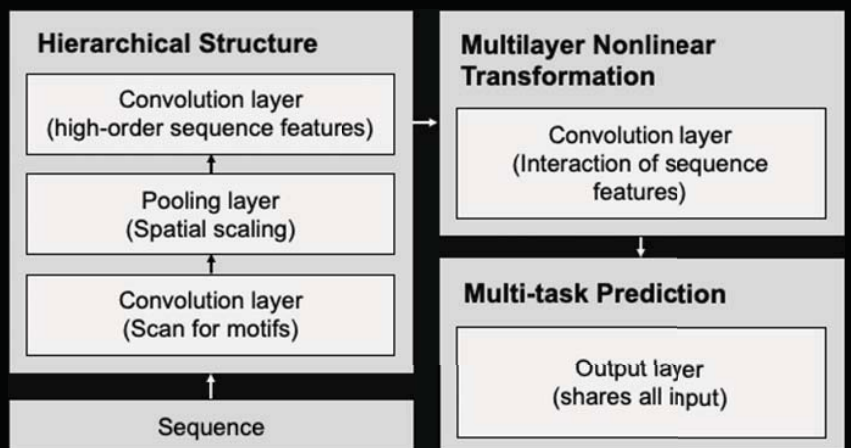 Hierarchical Structure
Convolution layer
(high-order sequence features)
Pooling layer
(Spatial scaling)
Convolution layer
(Scan for motifs)
Sequence
Multilayer Nonlinear
Transformation
Convolution layer
(Interaction of sequence
features)
Multi-task Prediction
Output layer
(shares all input)